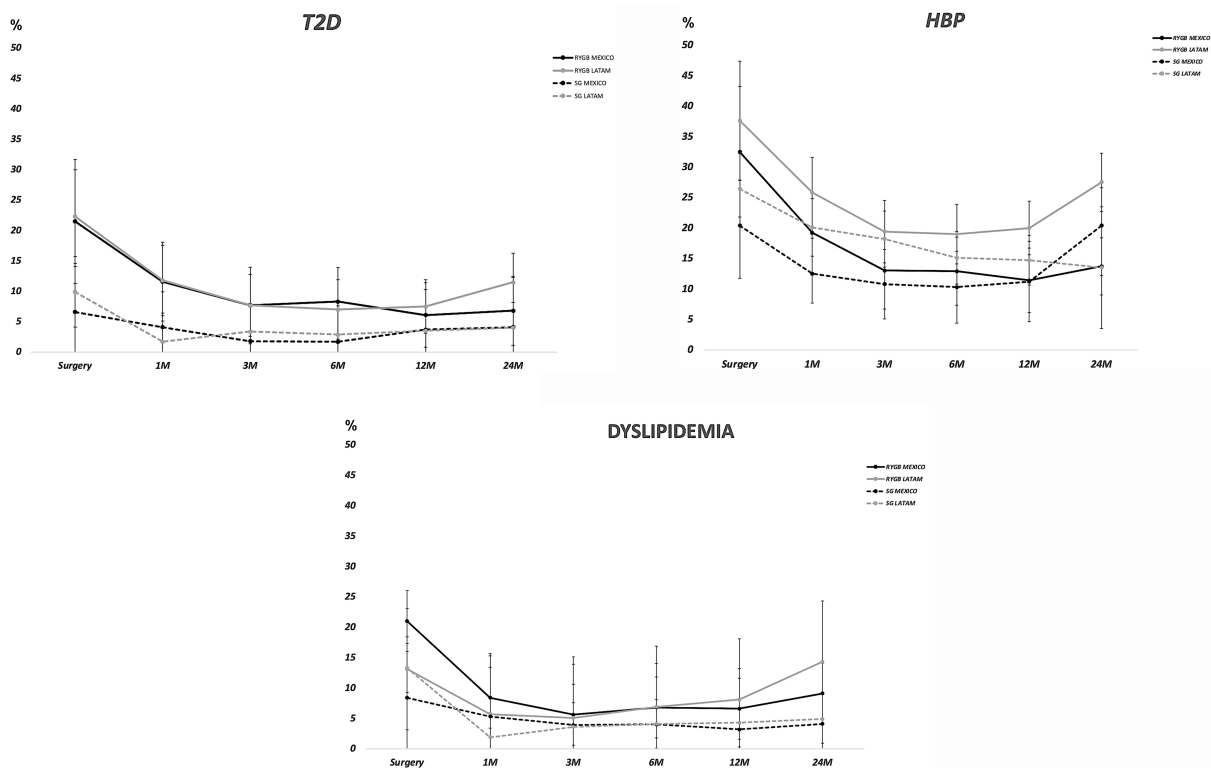 T2D
%
50
45
40
35
30
25
20
15
10
5
0
RYGB MEXICO
RYGB LATAM
SG MEXICO
SG LATAM
Surgery 1M 3M 6M 12M 24M
HBP
%
50
45
40
35
30
25
20
15
10
5
0
RYGB MEXICO
RYGB LATAM
SG MEXICO
SG LATAM
Surgery 1M 3M 6M 12M 24M
DYSLIPIDEMIA
%
50
45
40
35
30
25
20
15
10
5
0
RYGB MEXICO
RYGB LATAM
SG MEXICO
SG LATAM
Surgery 1M 3M 6M 12M 24M